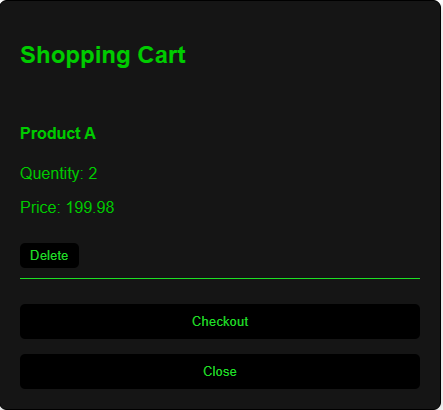 Shopping Cart
Product A
Quentity: 2
Price: 199.98
Delete
Checkout
Close